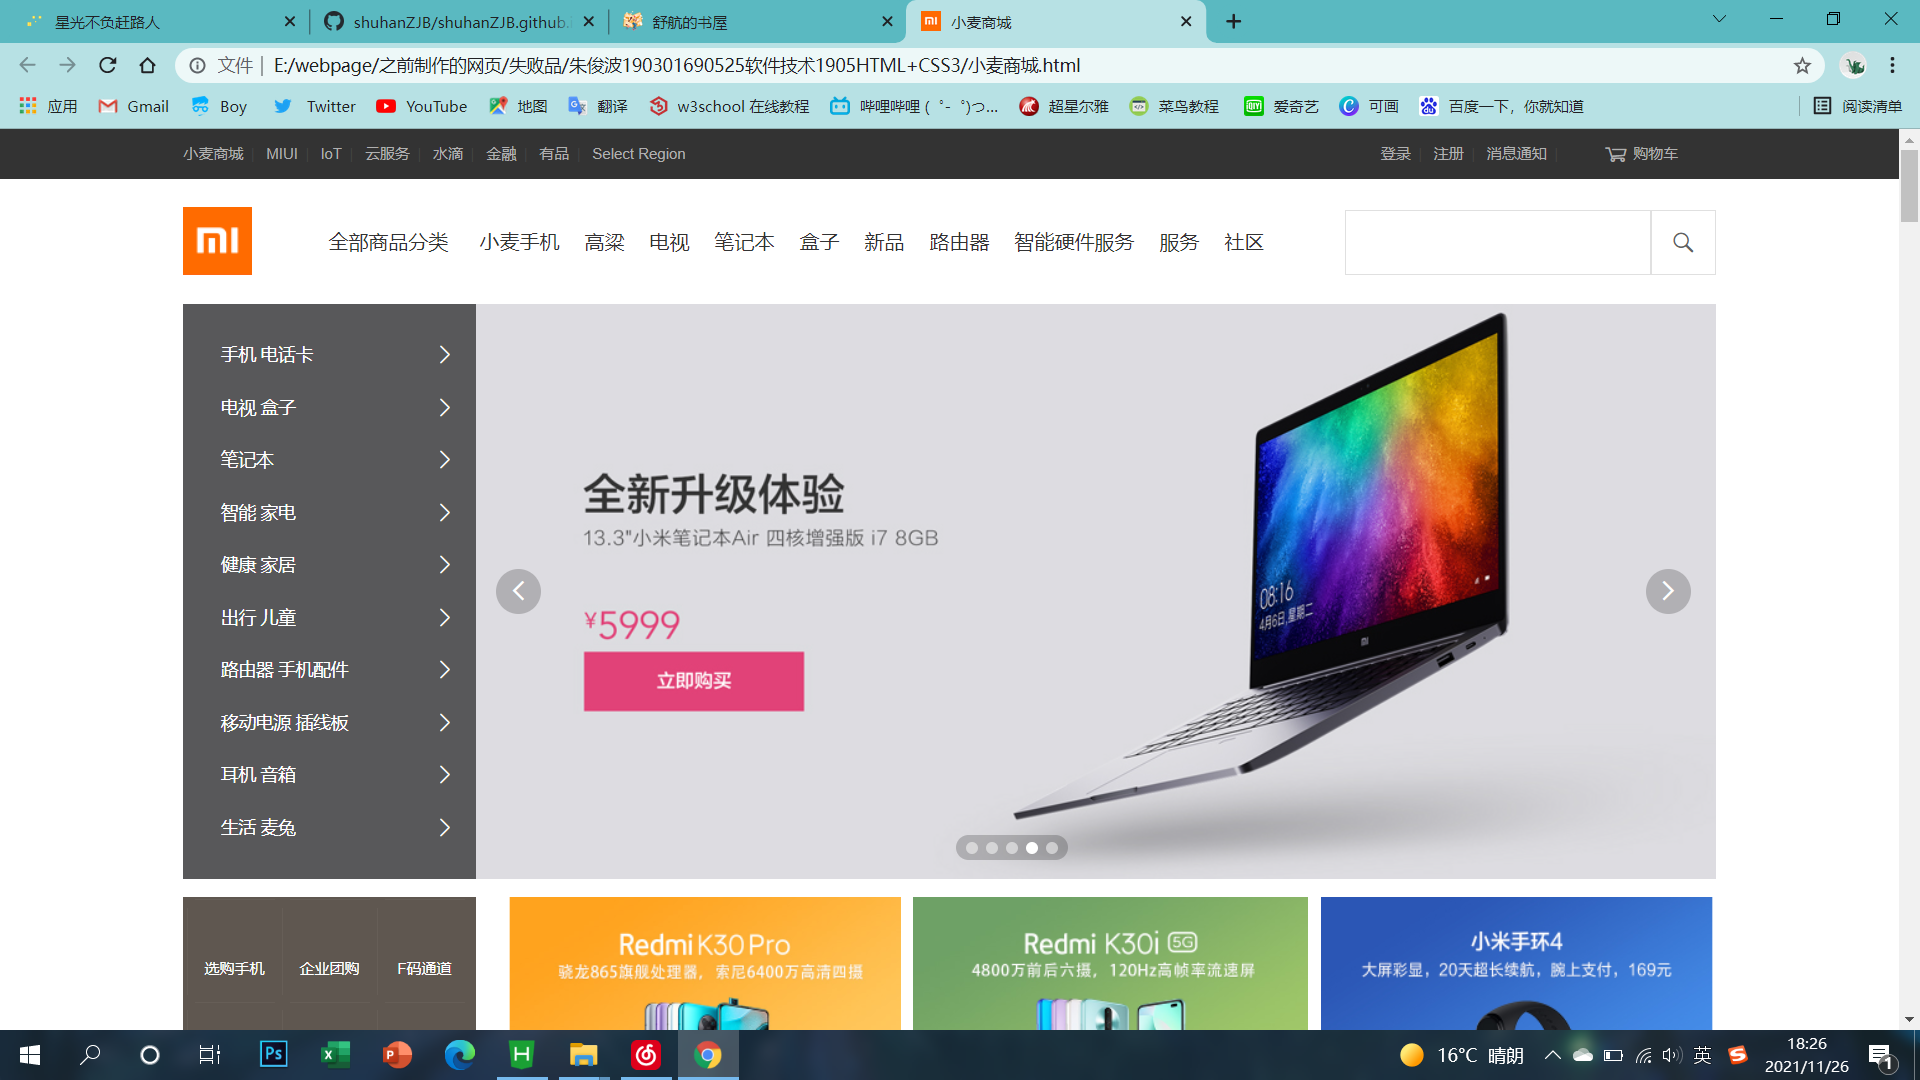 星光不负赶路人
shuhanZJB/shuhanZJB.github.i
舒航的书屋
小麦商城
文件 E:/webpage/之前制作的网页/失败品/朱俊波190301690525软件技术1905HTML+CSS3/小麦商城.html
应用 Gmail Boy Twitter YouTube 地图 翻译 w3school 在线教程 哔哩哔哩 ( ゜- ゜)つ... 超星尔雅 菜鸟教程 爱奇艺 可画 百度一下，你就知道 阅读清单
小麦商城 MIUI IoT 云服务 水滴 金融 有品 Select Region 登录 注册 消息通知 购物车
全部商品分类 小麦手机 高粱 电视 笔记本 盒子 新品 路由器 智能硬件服务 服务 社区
手机 电话卡
电视 盒子
笔记本
智能 家电
健康 家居
出行 儿童
路由器 手机配件
移动电源 插线板
耳机 音箱
生活 麦兔
全新升级体验
13.3"小米笔记本Air 四核增强版 i7 8GB
¥5999
立即购买
08:16
4月6日,星期二
选购手机 企业团购 F码通道
Redmi K30 Pro
骁龙865旗舰处理器，索尼6400万高清四摄
Redmi K30i 5G
4800万前后六摄，120Hz高帧率流速屏
小米手环4
大屏彩显，20天超长续航，腕上支付，169元
16°C 晴朗
英
18:26
2021/11/26
1